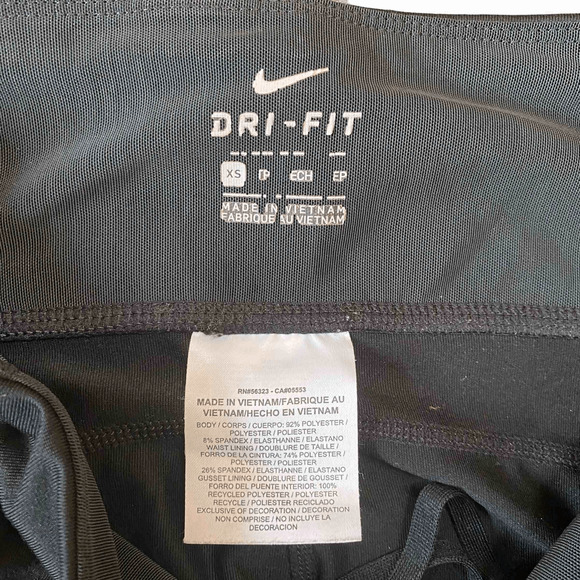 DRI-FIT
XS TP ECH EP
MADE IN VIETNAM
FABRIQUE AU VIETNAM
RN#56323 - CA#05553
MADE IN VIETNAM/FABRIQUE AU
VIETNAM/HECHO EN VIETNAM
BODY / CORPS / CUERPO: 92% POLYESTER /
POLYESTER / POLIESTER
8% SPANDEX / ELASTHANNE / ELASTANO
WAIST LINING / DOUBLURE DE TAILLE /
FORRO DE LA CINTURA: 74% POLYESTER /
POLYESTER / POLIESTER
26% SPANDEX / ELASTHANNE / ELASTANO
GUSSET LINING / DOUBLURE DE GOUSSET /
FORRO DEL PUENTE INTERIOR: 100%
RECYCLED POLYESTER / POLYESTER
RECYCLE / POLIESTER RECICLADO
EXCLUSIVE OF DECORATION / DECORATION
NON COMPRISE / NO INCLUYE LA
DECORACION